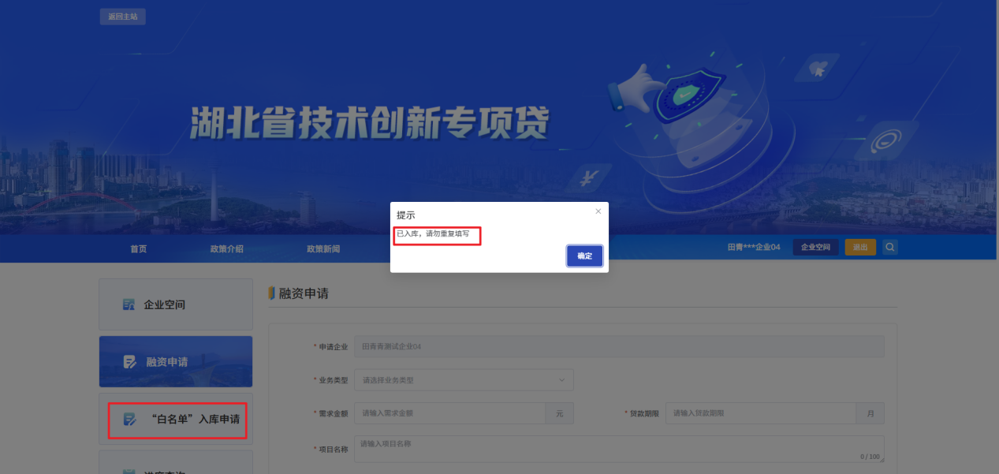 返回主站
湖北省技术创新专项贷
提示
已入库，请勿重复填写
确定
首页
政策介绍
政策新闻
田青***企业04
企业空间
退出
企业空间
融资申请
融资申请
* 申请企业
田青青测试企业04
* 业务类型
请选择业务类型
“白名单”入库申请
* 需求金额
请输入需求金额
元
* 贷款期限
请输入贷款期限
月
* 项目名称
请输入项目名称
0 / 100